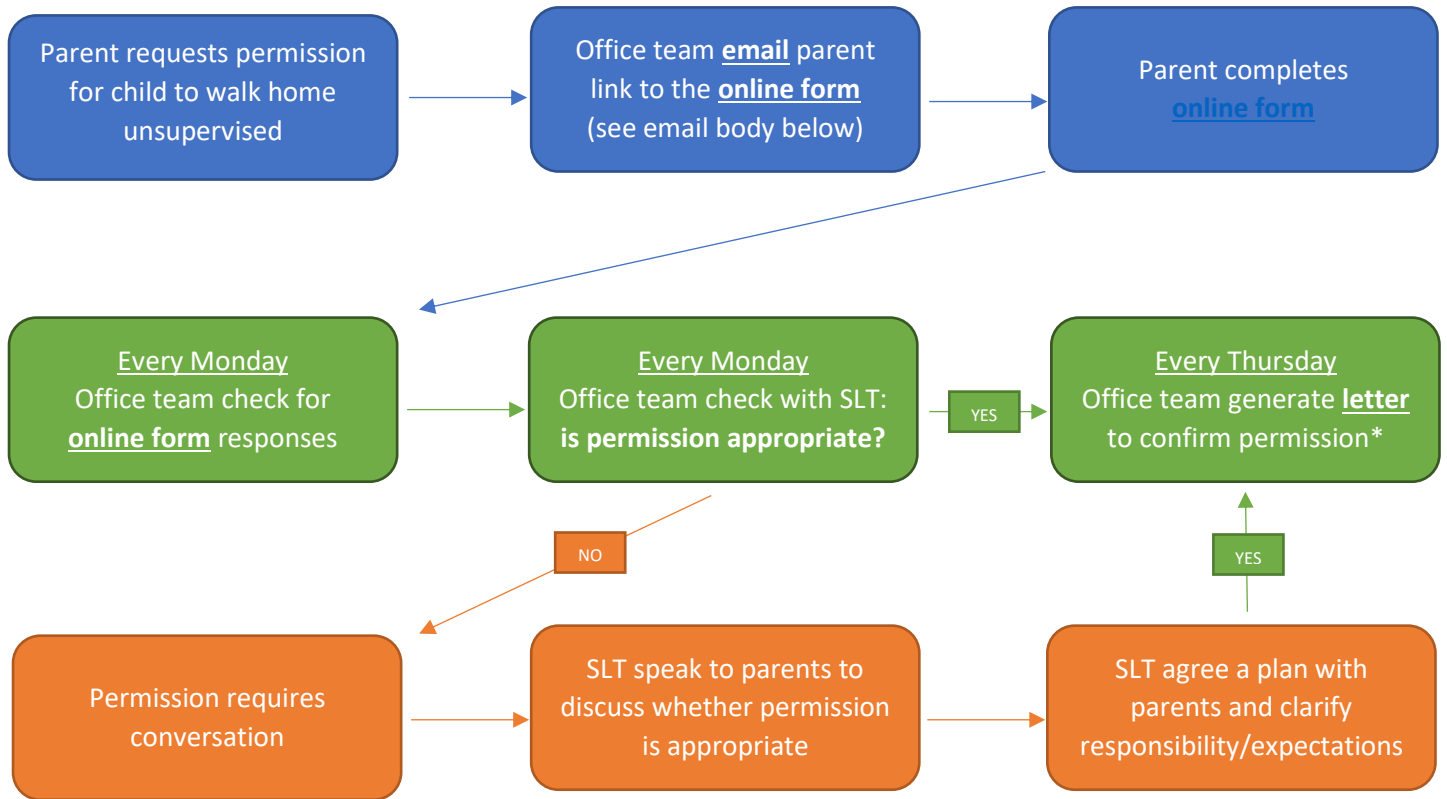 Parent requests permission
for child to walk home
unsupervised
Office team email parent
link to the online form
(see email body below)
Parent completes
online form
Every Monday
Office team check for
online form responses
Every Monday
Office team check with SLT:
is permission appropriate?
YES
Every Thursday
Office team generate letter
to confirm permission*
NO
YES
Permission requires
conversation
SLT speak to parents to
discuss whether permission
is appropriate
SLT agree a plan with
parents and clarify
responsibility/expectations